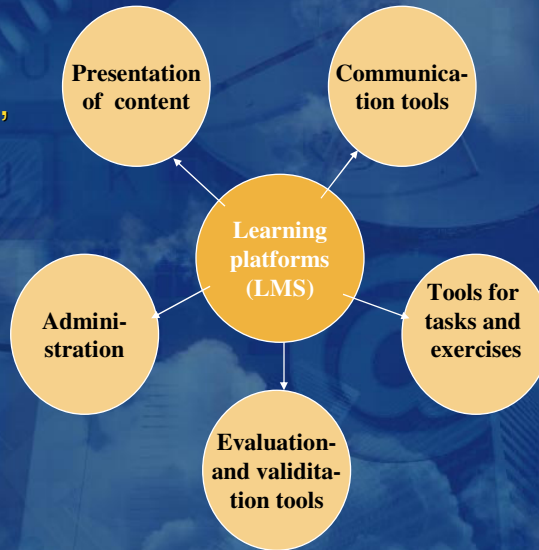 Presentation
of content
Communica-
tion tools
,
Learning
platforms
(LMS)
Admini-
stration
Tools for
tasks and
exercises
Evaluation-
and validita-
tion tools